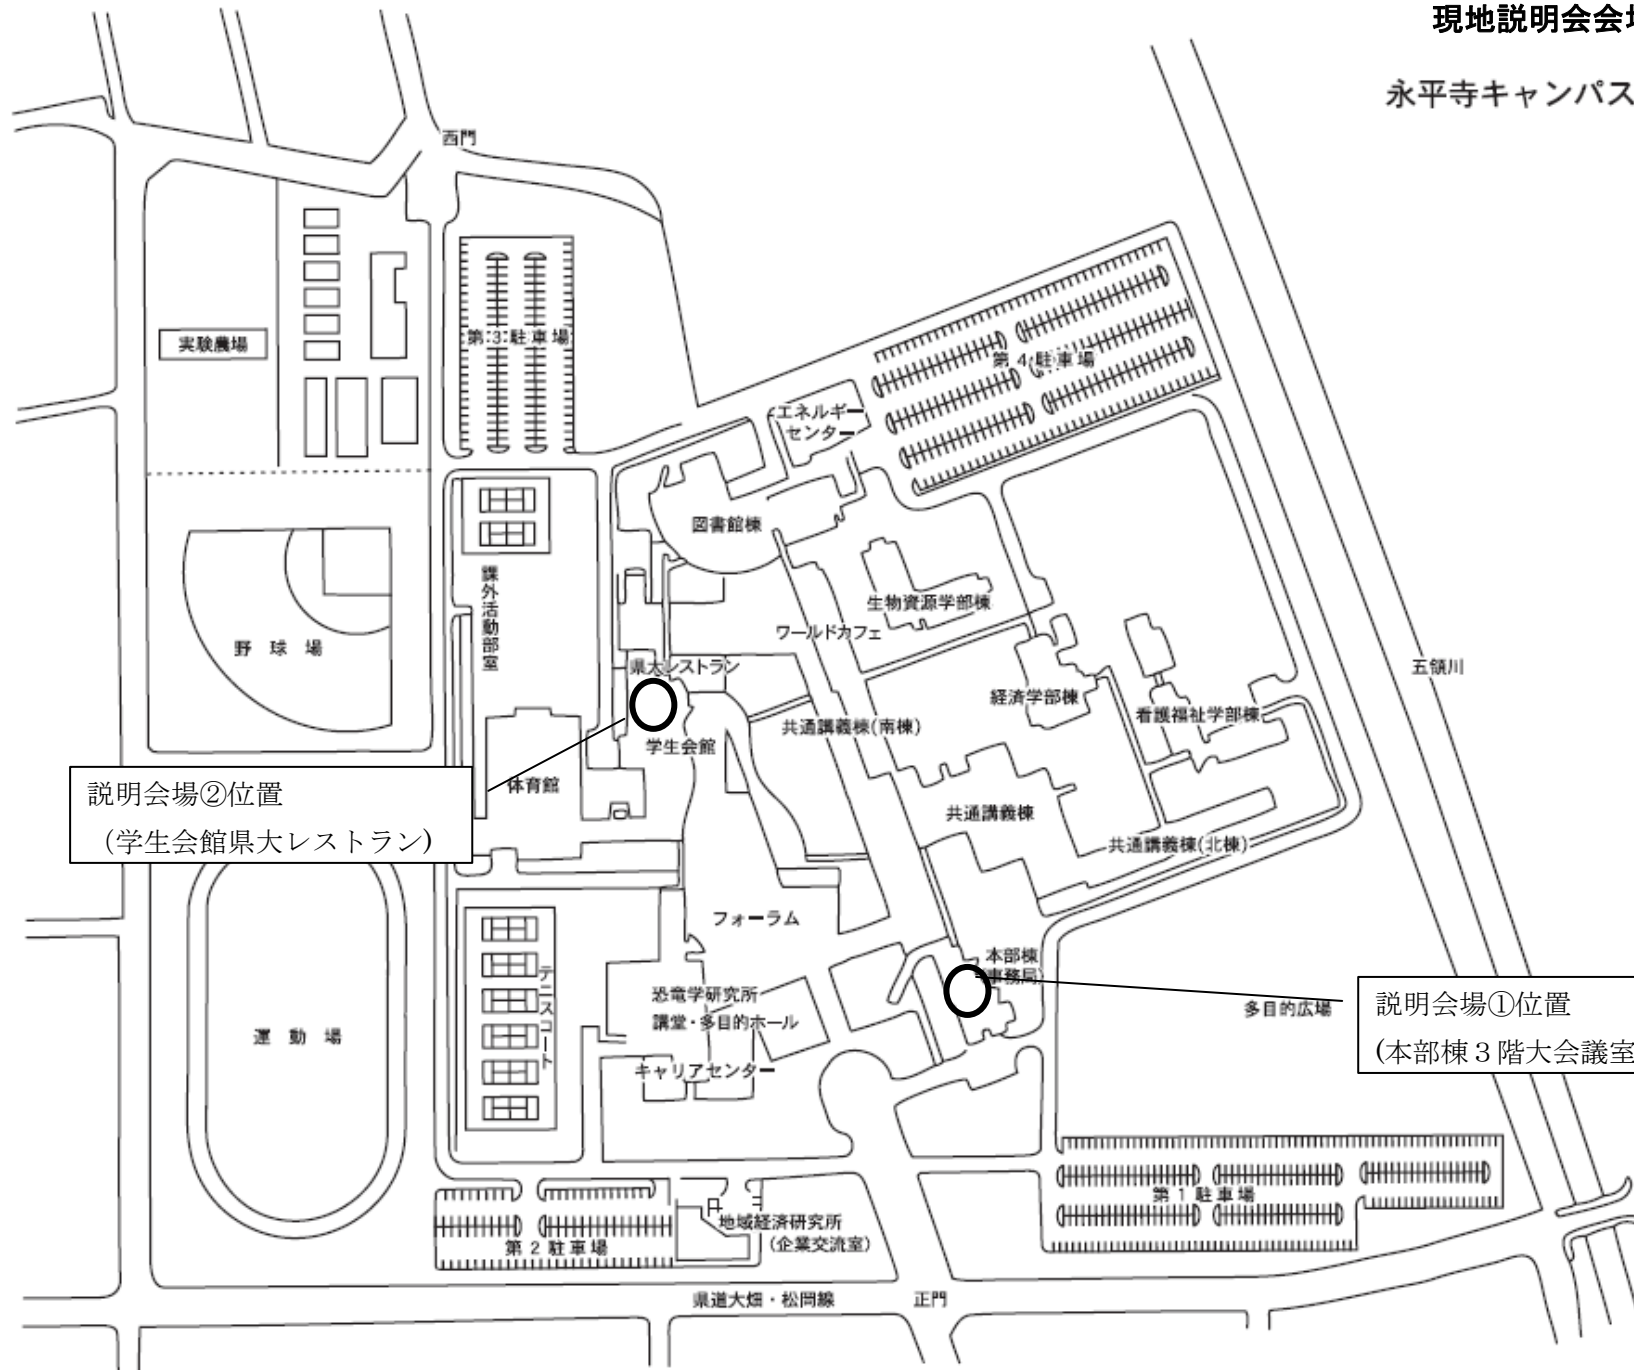 現地説明会会場
永平寺キャンパス
西門
実験農場
第3駐車場
第4駐車場
エネルギー
センター
図書館棟
課外活動部室
生物資源学部棟
ワールドカフェ
野球場
県大レストラン
五領川
経済学部棟
看護福祉学部棟
共通講義棟(南棟)
学生会館
体育館
説明会場②位置
（学生会館県大レストラン)
共通講義棟
共通講義棟(北棟)
フォーラム
本部棟
(事務局)
テニスコート
恐竜学研究所
講堂・多目的ホール
多目的広場
説明会場①位置
(本部棟３階大会議室
運動場
キャリアセンター
第1駐車場
地域経済研究所
(企業交流室)
第2駐車場
県道大畑・松岡線
正門